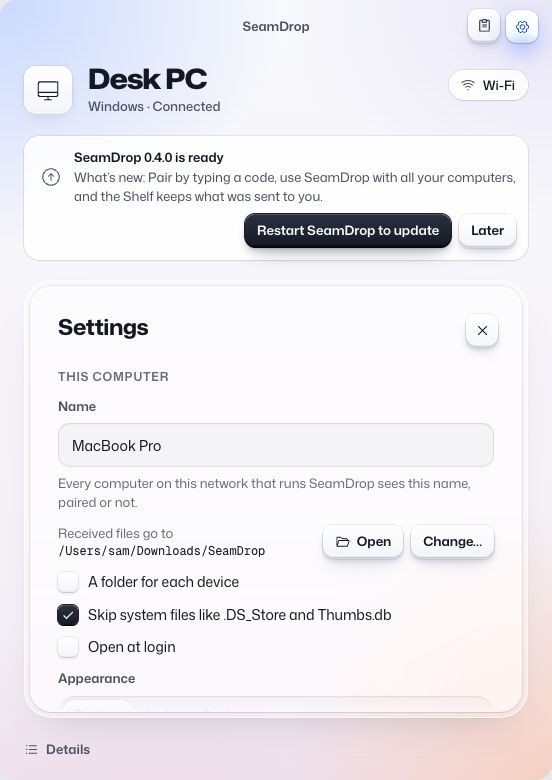 SeamDrop
Desk PC
Windows · Connected
Wi-Fi
SeamDrop 0.4.0 is ready
What's new: Pair by typing a code, use SeamDrop with all your computers,
and the Shelf keeps what was sent to you.
Restart SeamDrop to update
Later
Settings
THIS COMPUTER
Name
MacBook Pro
Every computer on this network that runs SeamDrop sees this name,
paired or not.
Received files go to
/Users/sam/Downloads/SeamDrop
Open
Change...
A folder for each device
Skip system files like .DS_Store and Thumbs.db
Open at login
Appearance
Details